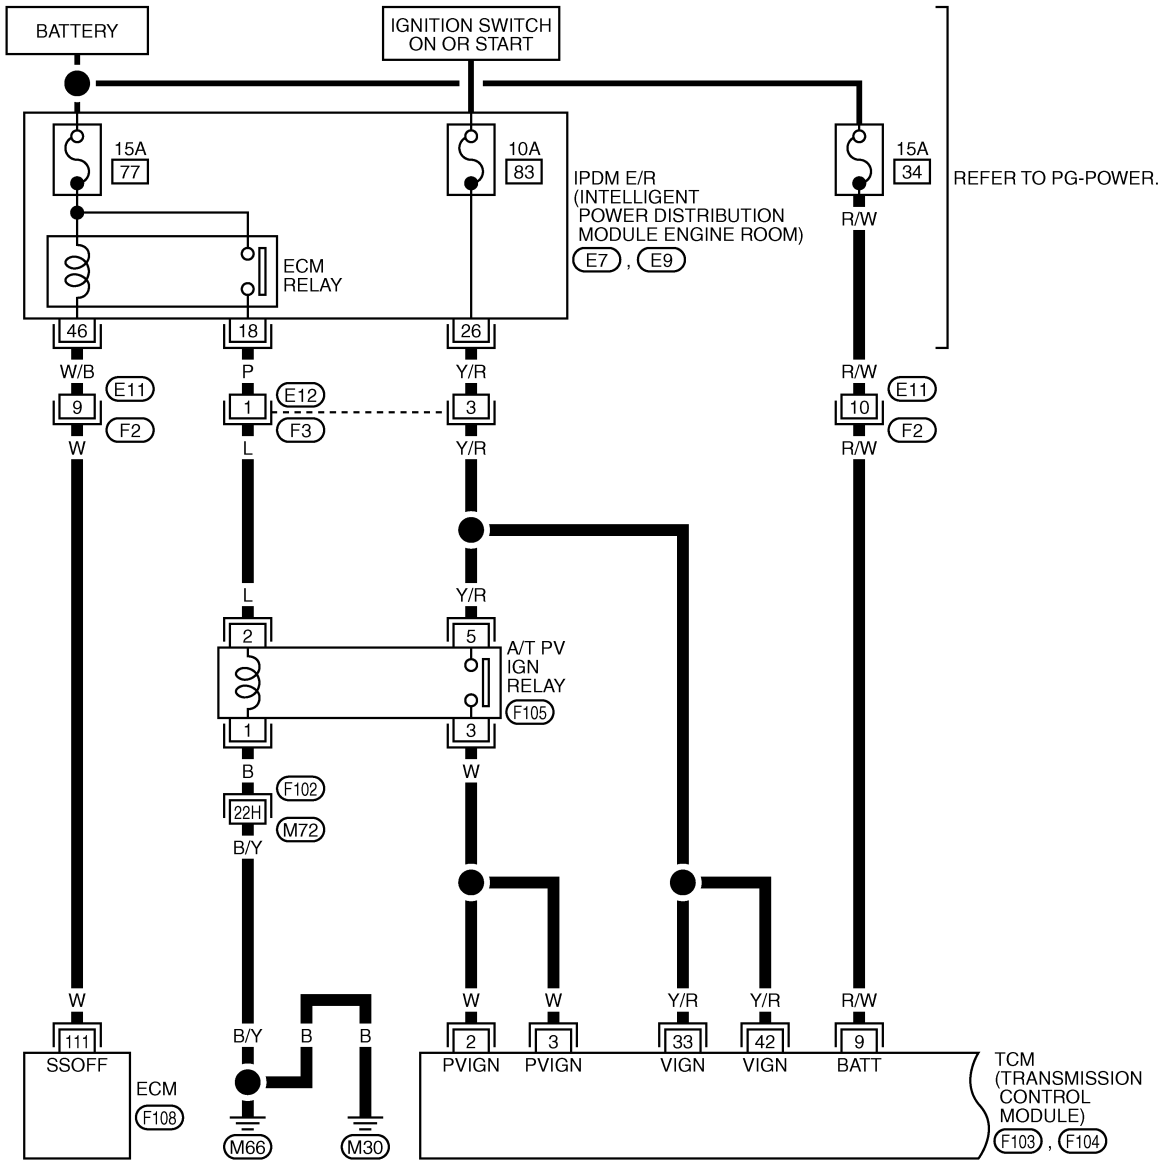 BATTERY
IGNITION SWITCH
ON OR START
15A
77
10A
83
15A
34
REFER TO PG-POWER.
IPDM E/R
(INTELLIGENT
POWER DISTRIBUTION
MODULE ENGINE ROOM)
E7 , E9
R/W
ECM
RELAY
46
18
26
W/B
P
Y/R
R/W
E11
E12
E11
9
1
3
10
F2
F3
F2
W
L
Y/R
R/W
L
Y/R
2
5
A/T PV
IGN
RELAY
F105
1
3
B
W
F102
22H
M72
B/Y
W
W
W
Y/R
Y/R
R/W
B/Y
B
B
111
2
3
33
42
9
SSOFF
PVIGN
PVIGN
VIGN
VIGN
BATT
ECM
F108
TCM
(TRANSMISSION
CONTROL
MODULE)
F103 , F104
M66
M30